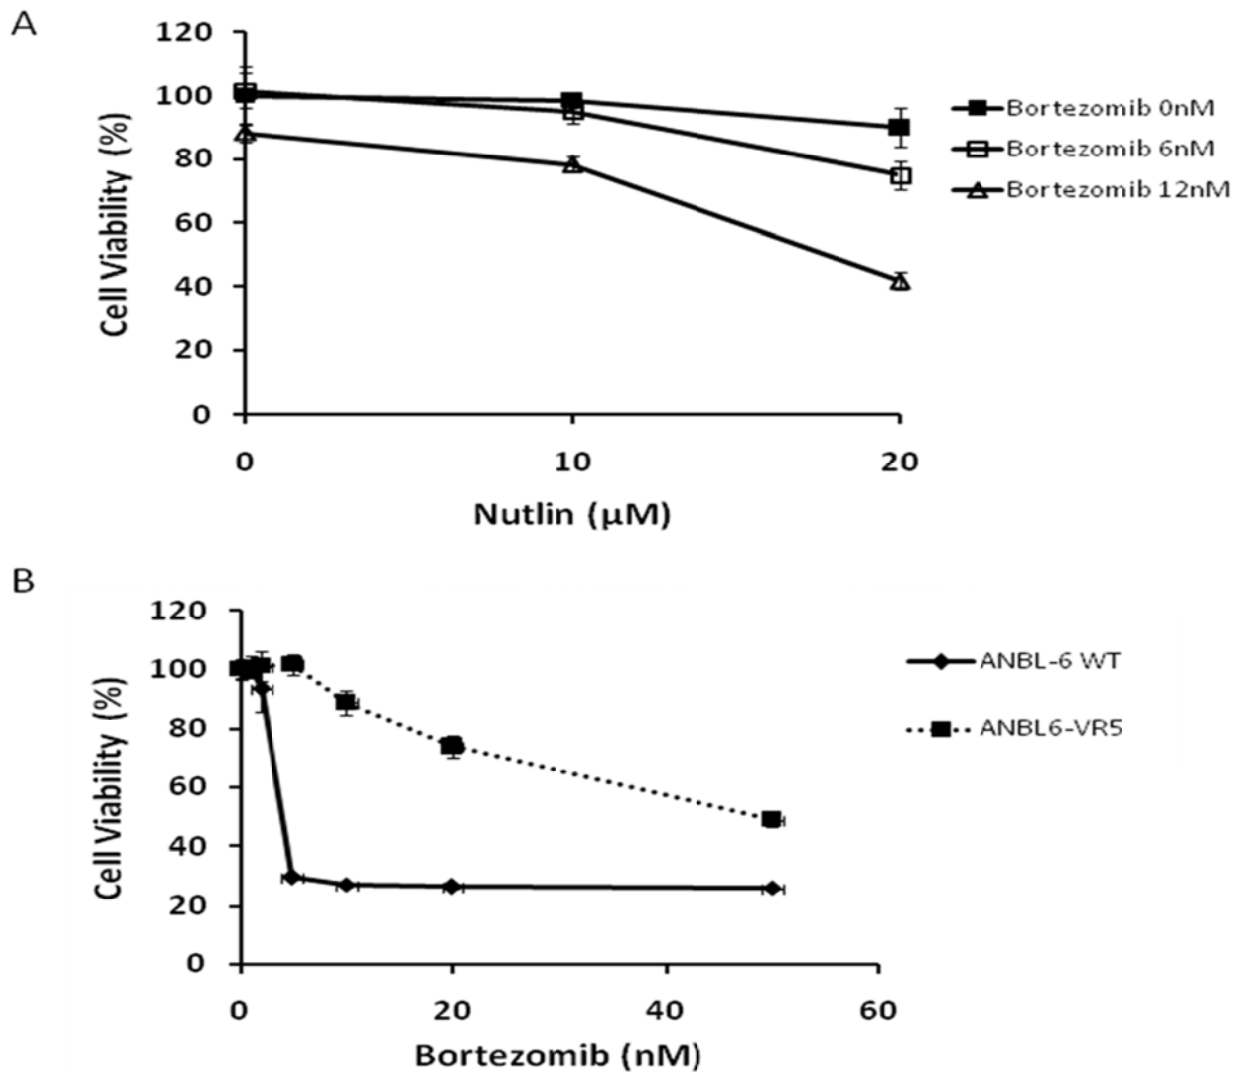 A
120
100
80
60
40
20
0
Cell Viability (%)
0 10 20
Nutlin (μM)
Bortezomib 0nM
Bortezomib 6nM
Bortezomib 12nM
B
120
100
80
60
40
20
0
Cell Viability (%)
0 20 40 60
Bortezomib (nM)
ANBL-6 WT
ANBL6-VR5